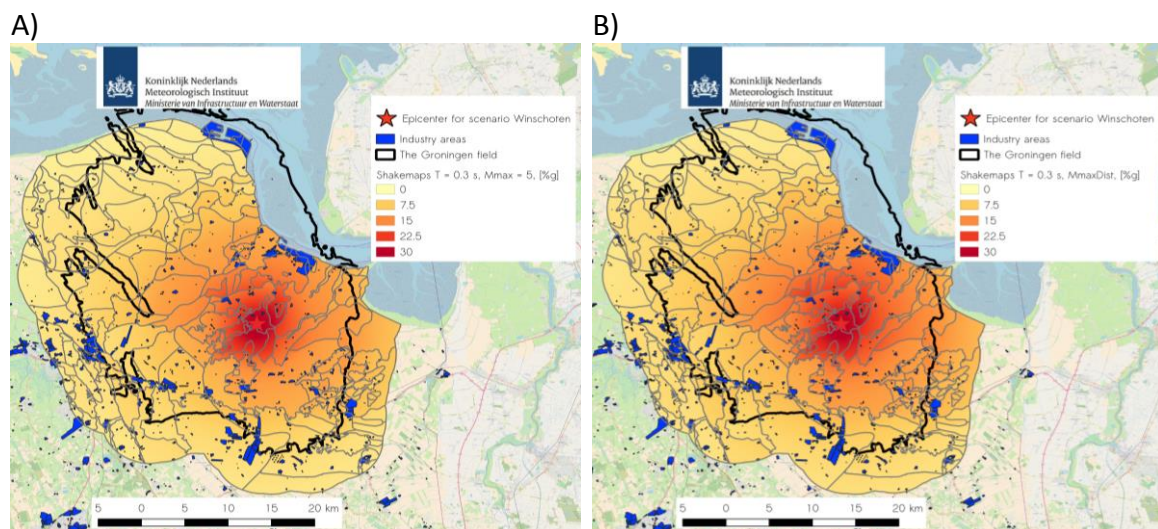 A)
Koninklijk Nederlands
Meteorologisch Instituut
Ministerie van Infrastructuur en Waterstaat
Epicenter for scenario Winschoten
Industry areas
The Groningen field
Shakemaps T = 0.3 s, Mmax = 5, [%g]
0
7.5
15
22.5
30
5 0 5 10 15 20 km
B)
Koninklijk Nederlands
Meteorologisch Instituut
Ministerie van Infrastructuur en Waterstaat
Epicenter for scenario Winschoten
Industry areas
The Groningen field
Shakemaps T = 0.3 s, MmaxDist, [%g]
0
7.5
15
22.5
30
5 0 5 10 15 20 km